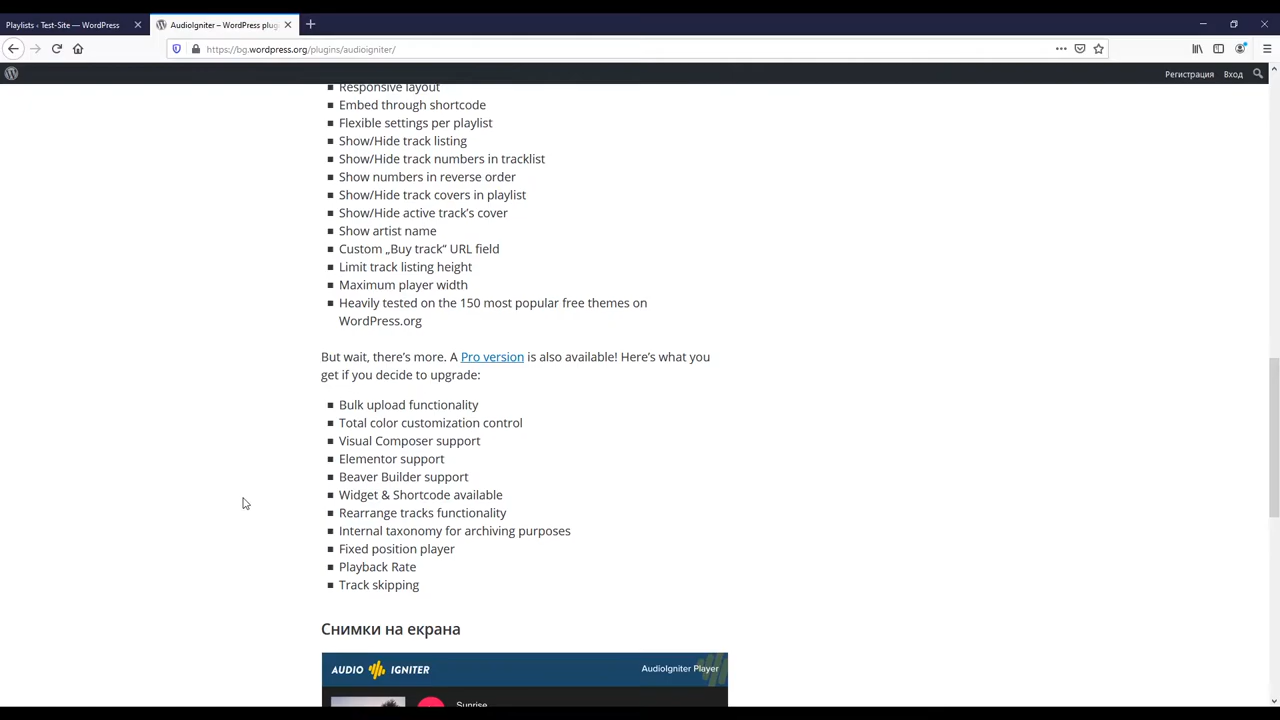 Playlists ‹ Test-Site — WordPress
AudioIgniter – WordPress plug
https://bg.wordpress.org/plugins/audioigniter/
Регистрация Вход
Responsive layout
Embed through shortcode
Flexible settings per playlist
Show/Hide track listing
Show/Hide track numbers in tracklist
Show numbers in reverse order
Show/Hide track covers in playlist
Show/Hide active track’s cover
Show artist name
Custom „Buy track“ URL field
Limit track listing height
Maximum player width
Heavily tested on the 150 most popular free themes on
WordPress.org
But wait, there’s more. A Pro version is also available! Here’s what you
get if you decide to upgrade:
Bulk upload functionality
Total color customization control
Visual Composer support
Elementor support
Beaver Builder support
Widget & Shortcode available
Rearrange tracks functionality
Internal taxonomy for archiving purposes
Fixed position player
Playback Rate
Track skipping
Снимки на екрана
AUDIO IGNITER
AudioIgniter Player
Sunrise